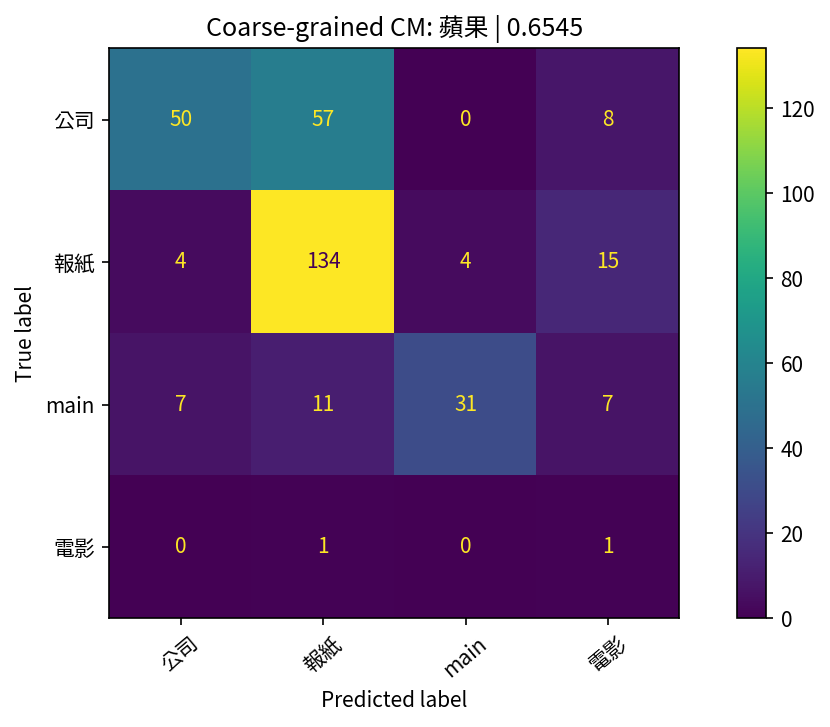 Coarse-grained CM: 蘋果 | 0.6545
公司 50 57 0 8
報紙 4 134 4 15
main 7 11 31 7
電影 0 1 0 1
公司 報紙 main 電影
Predicted label
True label
120
100
80
60
40
20
0